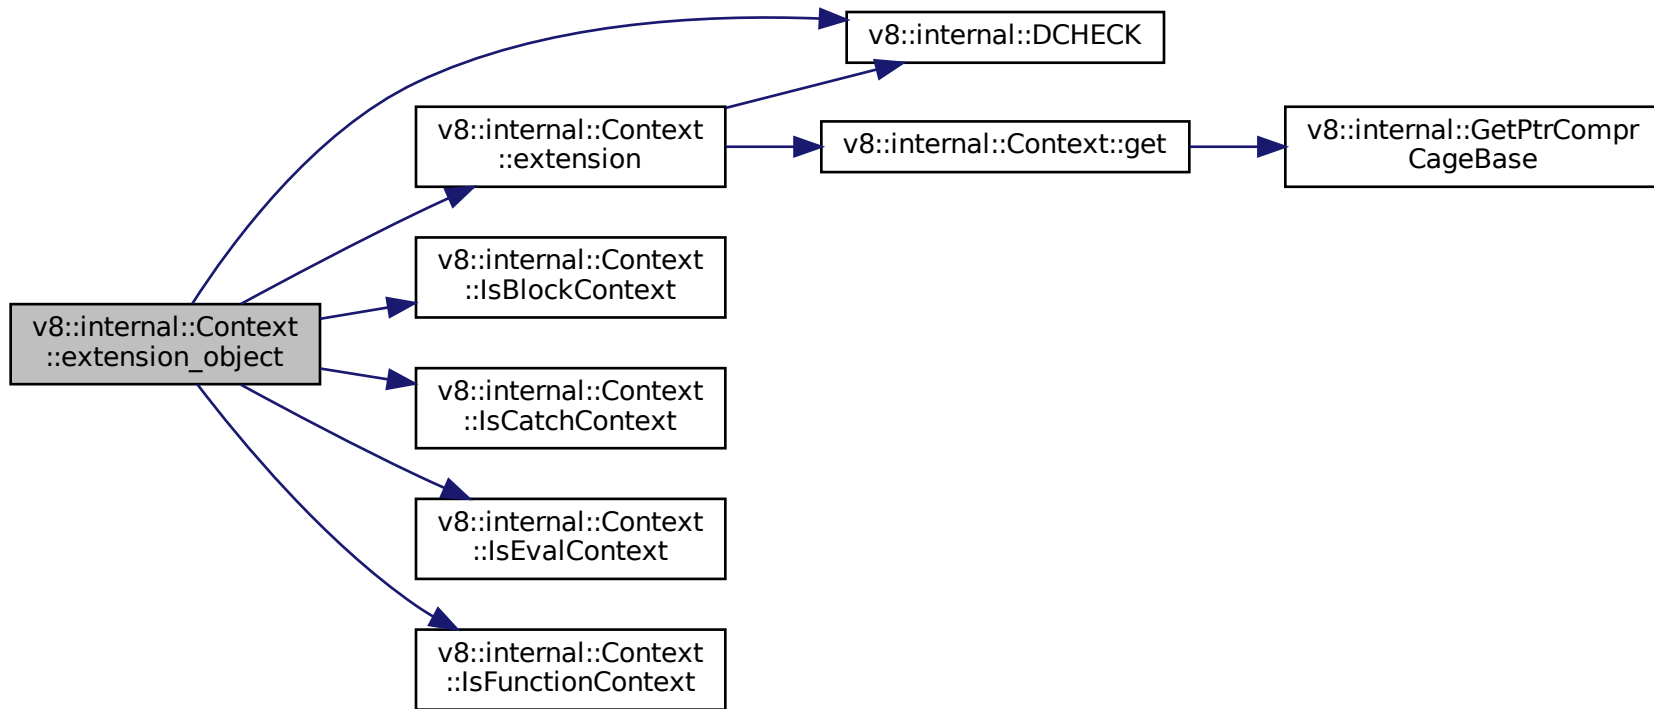 v8::internal::DCHECK
v8::internal::Context
::extension
v8::internal::Context::get
v8::internal::GetPtrCompr
CageBase
v8::internal::Context
::IsBlockContext
v8::internal::Context
::extension_object
v8::internal::Context
::IsCatchContext
v8::internal::Context
::IsEvalContext
v8::internal::Context
::IsFunctionContext